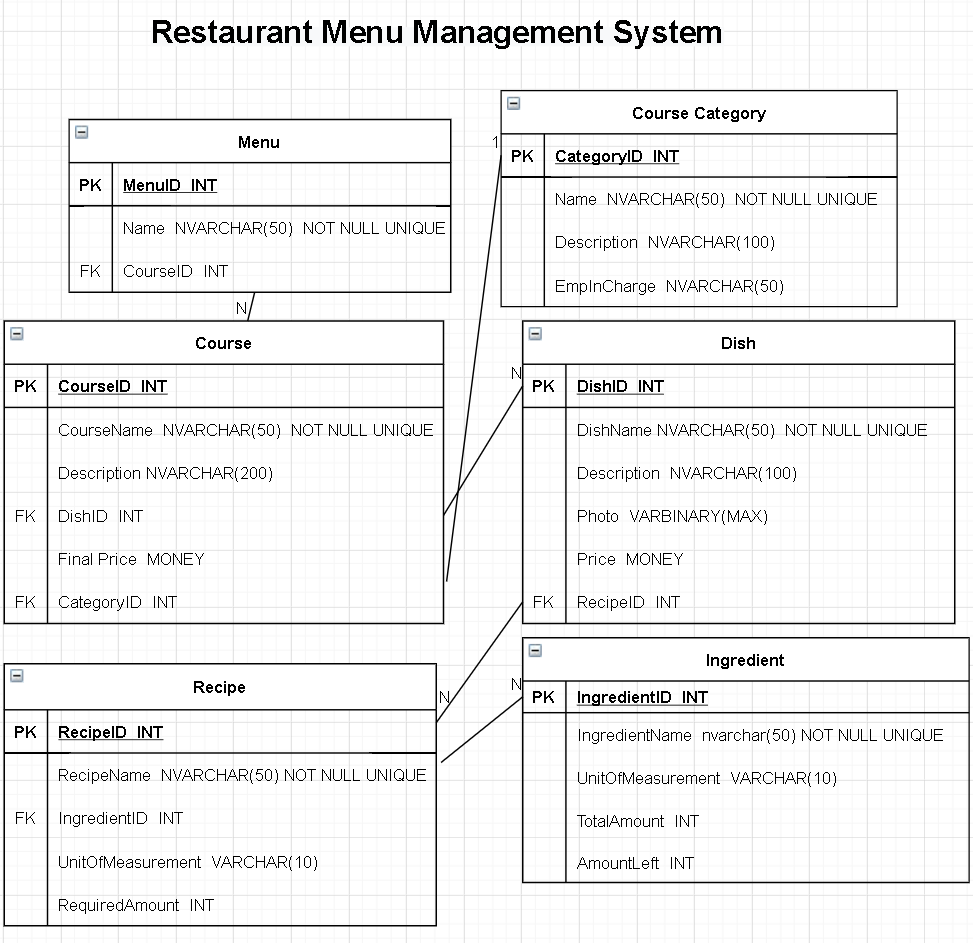 Restaurant Menu Management System
Menu
PK MenuID INT
Name NVARCHAR(50) NOT NULL UNIQUE
FK CourseID INT
N
Course Category
1
PK CategoryID INT
Name NVARCHAR(50) NOT NULL UNIQUE
Description NVARCHAR(100)
EmpInCharge NVARCHAR(50)
Course
PK CourseID INT
CourseName NVARCHAR(50) NOT NULL UNIQUE
Description NVARCHAR(200)
FK DishID INT
Final Price MONEY
FK CategoryID INT
Dish
N
PK DishID INT
DishName NVARCHAR(50) NOT NULL UNIQUE
Description NVARCHAR(100)
Photo VARBINARY(MAX)
Price MONEY
FK RecipeID INT
Recipe
N
PK RecipeID INT
RecipeName NVARCHAR(50) NOT NULL UNIQUE
FK IngredientID INT
UnitOfMeasurement VARCHAR(10)
RequiredAmount INT
Ingredient
N
PK IngredientID INT
IngredientName nvarchar(50) NOT NULL UNIQUE
UnitOfMeasurement VARCHAR(10)
TotalAmount INT
AmountLeft INT